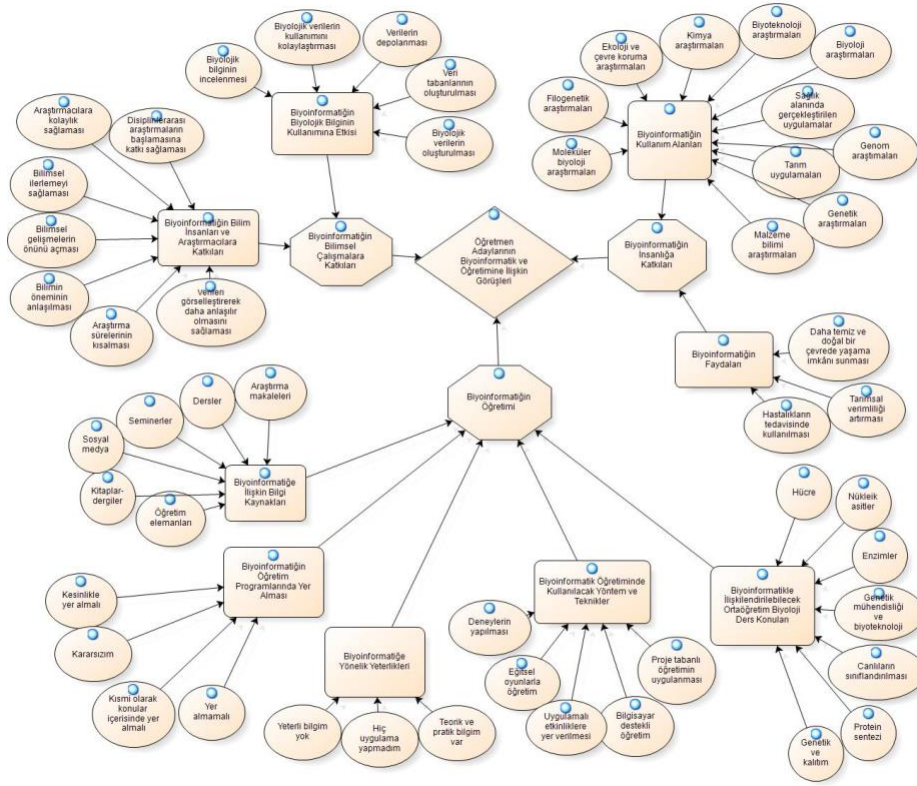 Biyolojik verilerin
kullanımını
kolaylaştırması
Verilerin
depolanması
Biyolojik
bilginin
incelenmesi
Veri
tabanlarının
oluşturulması
Biyoinformatiğin
Biyolojik Bilginin
Kullanımına Etkisi
Biyolojik
verilerin
oluşturulması
Ekoloji ve
çevre koruma
araştırmaları
Kimya
araştırmaları
Biyoteknoloji
araştırmaları
Biyoloji
araştırmaları
Filogenetik
araştırmaları
Sağlık
alanında
gerçekleştirilen
uygulamalar
Biyoinformatiğin
Kullanım Alanları
Moleküler
biyoloji
araştırmaları
Genom
araştırmaları
Tarım
uygulamaları
Genetik
araştırmaları
Malzeme
bilimi
araştırmaları
Araştırmacılara
kolaylık
sağlaması
Disiplinlerarası
araştırmaların
başlamasına
katkı sağlaması
Bilimsel
ilerlemeyi
sağlaması
Bilimsel
gelişmelerin
önünü açması
Biyoinformatiğin Bilim
İnsanları ve
Araştırmacılara
Katkıları
Bilimin
öneminin
anlaşılması
Araştırma
sürelerinin
kısalması
Verileri
görselleştirerek
daha anlaşılır
olmasını
sağlaması
Biyoinformatiğin
Bilimsel
Çalışmalara
Katkıları
Öğretmen
Adaylarının
Biyoinformatik ve
Öğretimine İlişkin
Görüşleri
Biyoinformatiğin
İnsanlığa
Katkıları
Biyoinformatiğin
Faydaları
Daha temiz ve
doğal bir
çevrede yaşama
imkânı sunması
Tarımsal
verimliliği
artırması
Hastalıkların
tedavisinde
kullanılması
Biyoinformatiğin
Öğretimi
Araştırma
makaleleri
Dersler
Seminerler
Sosyal
medya
Kitaplar-
dergiler
Öğretim
elemanları
Biyoinformatiğe
İlişkin Bilgi
Kaynakları
Biyoinformatiğin
Öğretim
Programlarında Yer
Alması
Kesinlikle
yer almalı
Kararsızım
Kısmi olarak
konular
içerisinde yer
almalı
Yer
almamalı
Biyoinformatiğe
Yönelik Yeterlikleri
Yeterli bilgim
yok
Hiç
uygulama
yapmadım
Teorik ve
pratik bilgim
var
Biyoinformatik Öğretiminde
Kullanılacak Yöntem ve
Teknikler
Deneylerin
yapılması
Eğitsel
oyunlarla
öğretim
Uygulamalı
etkinliklere
yer verilmesi
Bilgisayar
destekli
öğretim
Proje tabanlı
öğretimin
uygulanması
Biyoinformatikle
İlişkilendirilebilecek
Ortaöğretim Biyoloji
Ders Konuları
Hücre
Nükleik
asitler
Enzimler
Genetik
mühendisliği ve
biyoteknoloji
Canlıların
sınıflandırılması
Protein
sentezi
Genetik
ve
kalıtım